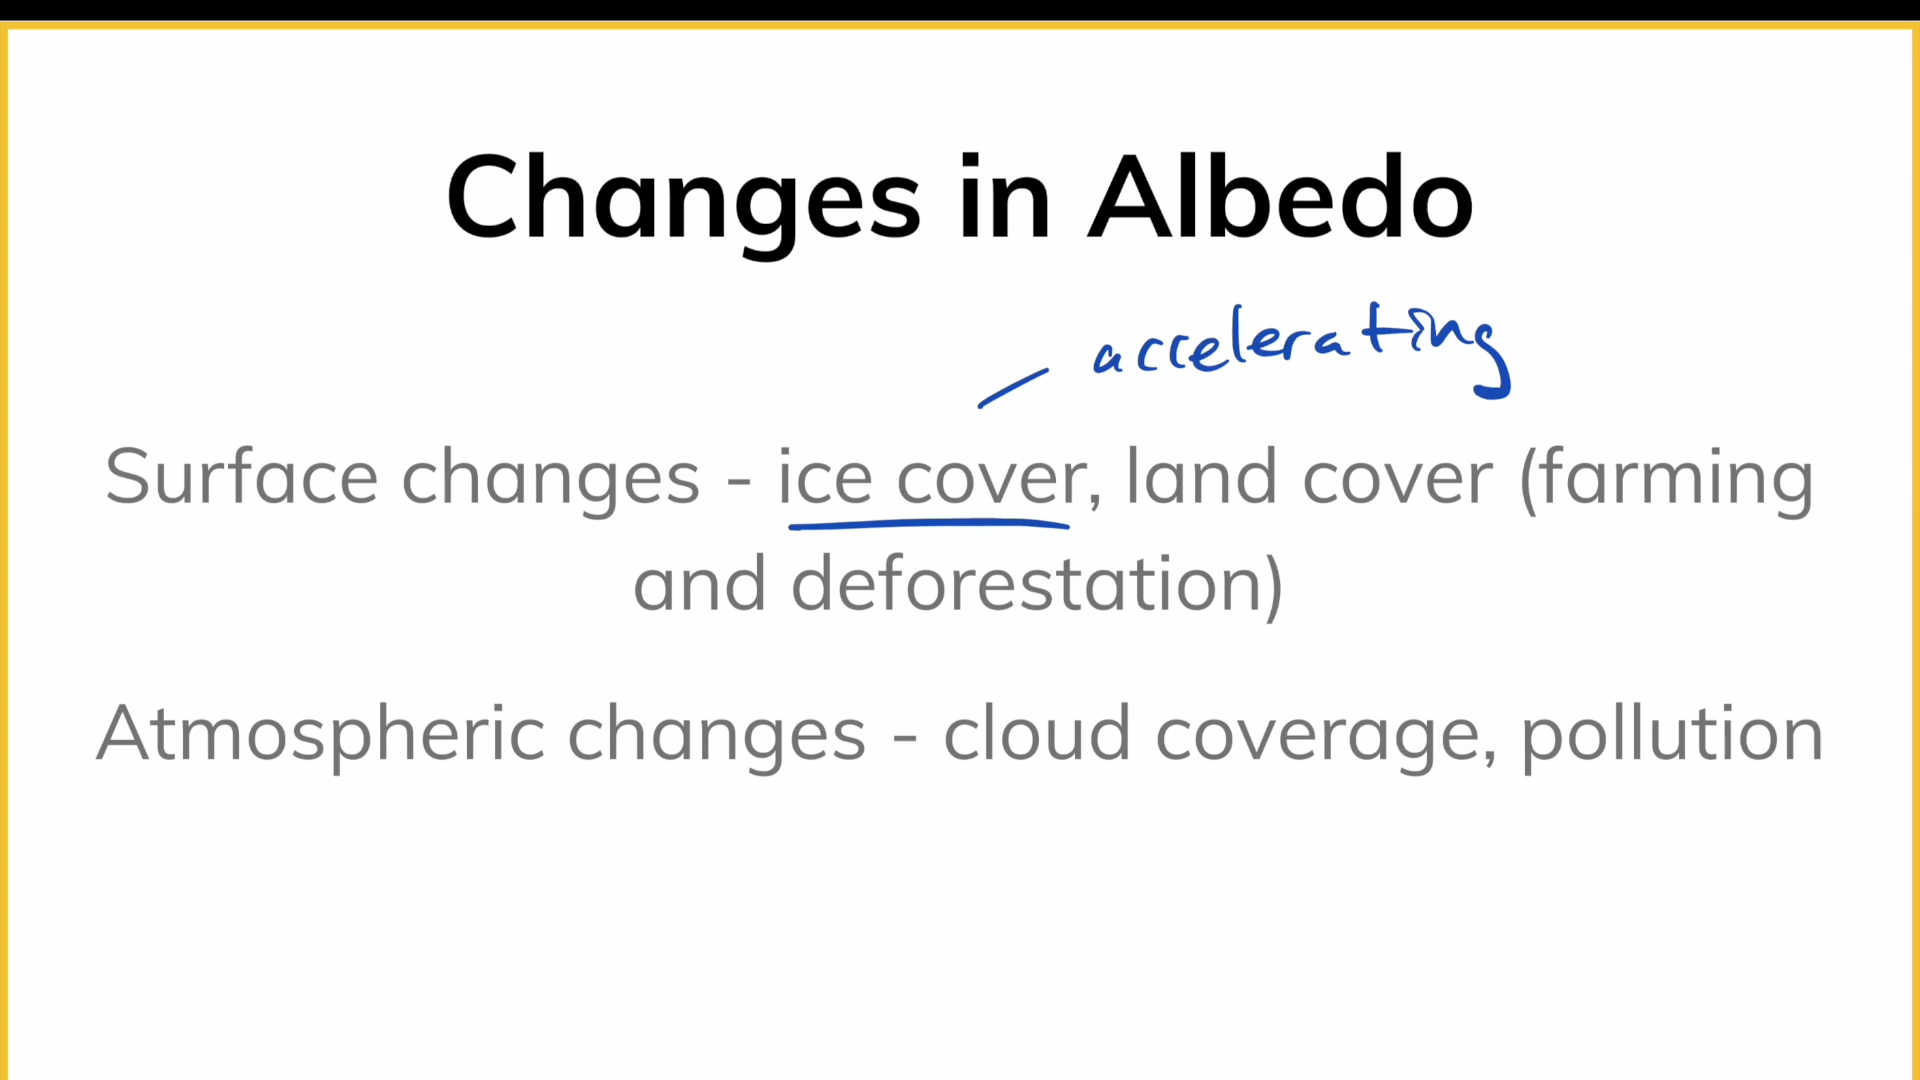 Changes in Albedo
accelerating
Surface changes - ice cover, land cover (farming
and deforestation)
Atmospheric changes - cloud coverage, pollution